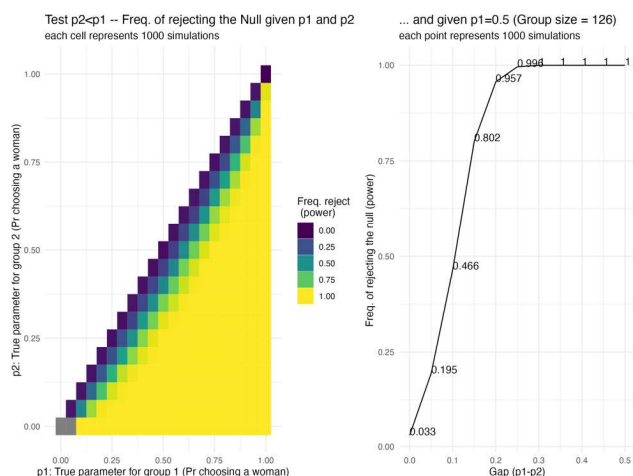 Test p2<p1 -- Freq. of rejecting the Null given p1 and p2
each cell represents 1000 simulations
1.00
0.75
0.50
0.25
0.00
p2: True parameter for group 2 (Pr choosing a woman)
0.00 0.25 0.50 0.75 1.00
p1: True parameter for group 1 (Pr choosing a woman)
Freq. reject
(power)
0.00
0.25
0.50
0.75
1.00
... and given p1=0.5 (Group size = 126)
each point represents 1000 simulations
1.00
0.75
0.50
0.25
0.00
Freq. of rejecting the null (power)
0.033
0.195
0.466
0.802
0.957
0.996
1 1 1 1 1
0.0 0.1 0.2 0.3 0.4 0.5
Gap (p1-p2)